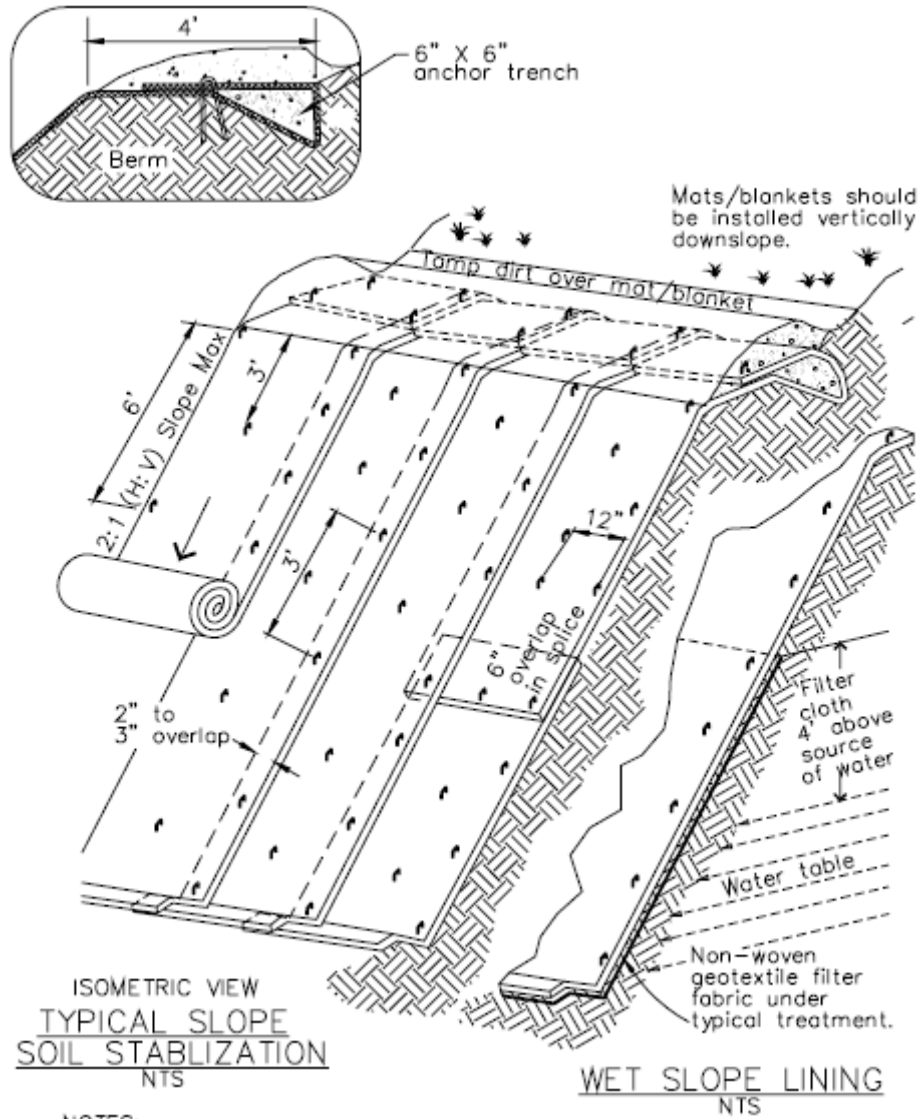 4'
6" X 6"
anchor trench
Berm
Mats/blankets should
be installed vertically
downslope.
Tamp dirt over mat/blanket
6'
3'
2:1 (H:V) Slope Max
12"
3'
6"
overlap
in splice
2" to
3" overlap
Filter
cloth
4' above
source
of water
Water table
Non-woven
geotextile filter
fabric under
typical treatment.
ISOMETRIC VIEW
TYPICAL SLOPE
SOIL STABLIZATION
NTS
WET SLOPE LINING
NTS
NOTES